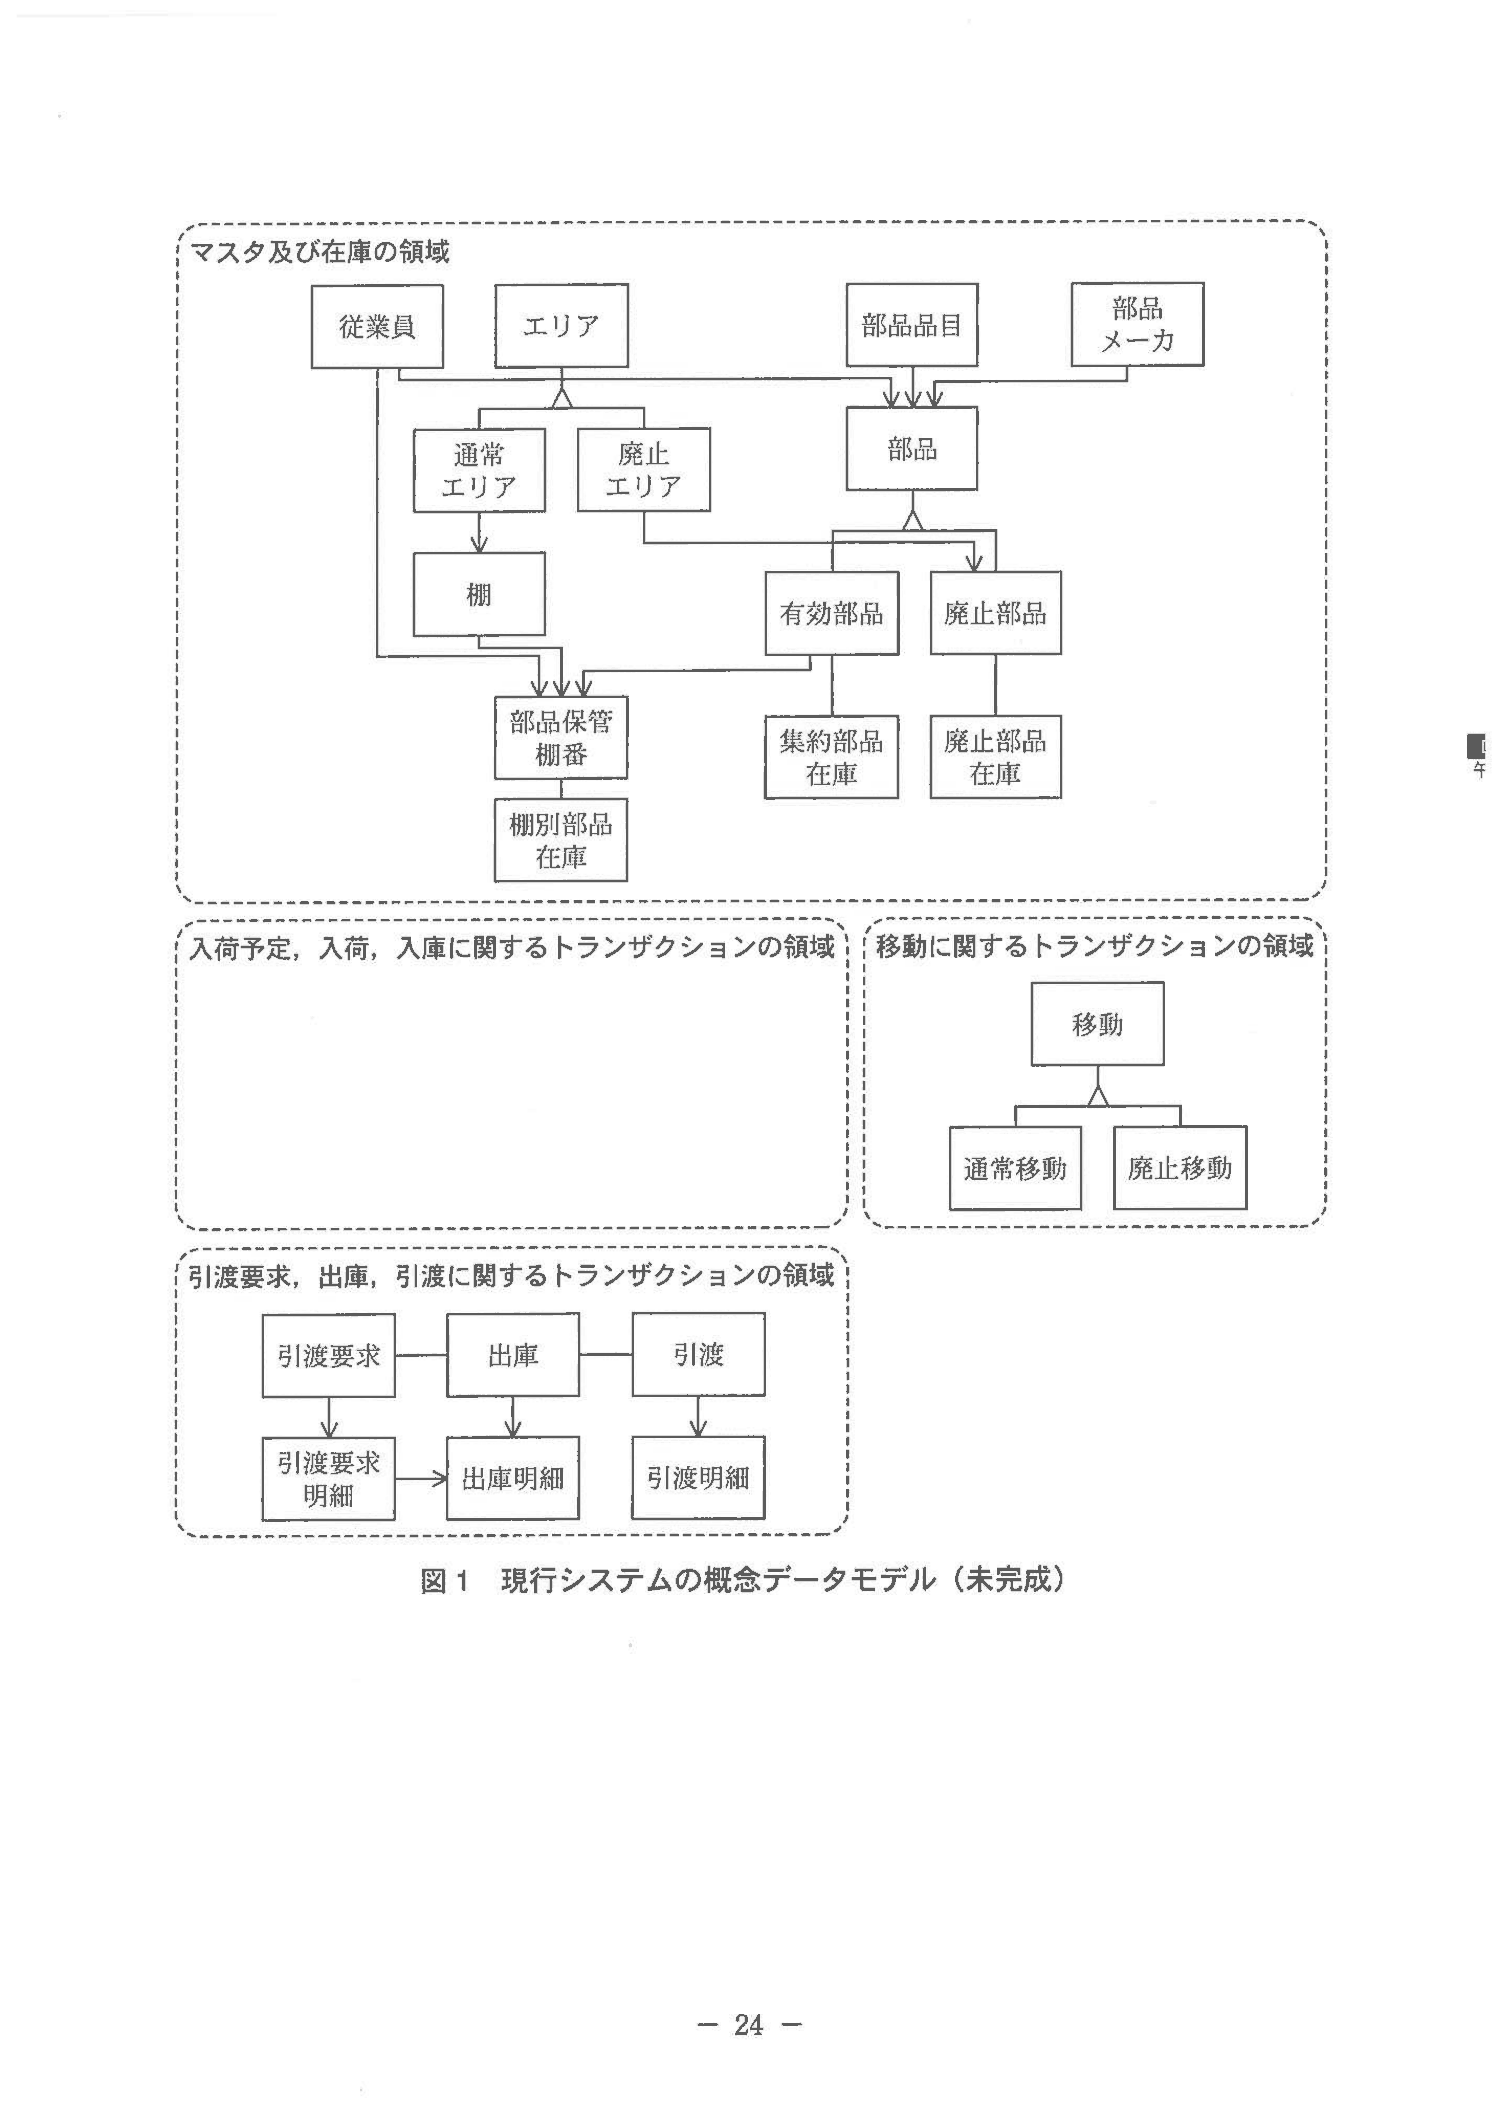 マスタ及び在庫の領域
従業員
エリア
部品品目
部品
メーカ
通常
エリア
廃止
エリア
部品
棚
有効部品
廃止部品
部品保管
棚番
集約部品
在庫
廃止部品
在庫
棚別部品
在庫
入荷予定，入荷，入庫に関するトランザクションの領域
移動に関するトランザクションの領域
移動
通常移動
廃止移動
引渡要求，出庫，引渡に関するトランザクションの領域
引渡要求
出庫
引渡
引渡要求
明細
出庫明細
引渡明細
図1 現行システムの概念データモデル（未完成）
－ 24 －